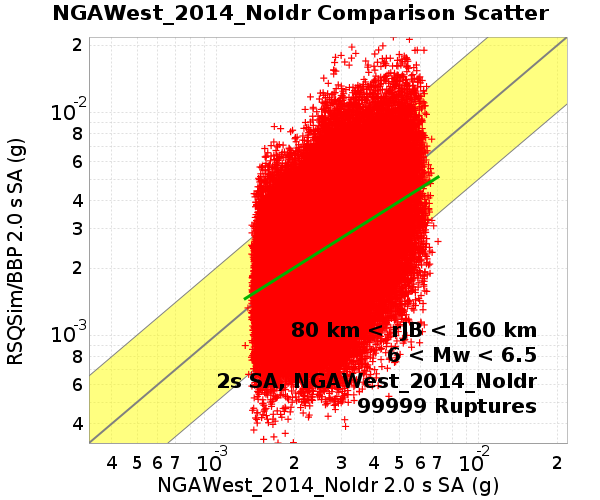 NGAWest_2014_NoIdr Comparison Scatter
2
10-2
8
6
4
3
2
10-3
8
6
4
RSQSim/BBP 2.0 s SA (g)
80 km < rJB < 160 km
6 < Mw < 6.5
2s SA, NGAWest_2014_NoIdr
99999 Ruptures
4 5 6 7 10-3 2 3 4 5 6 7 10-2 2
NGAWest_2014_NoIdr 2.0 s SA (g)